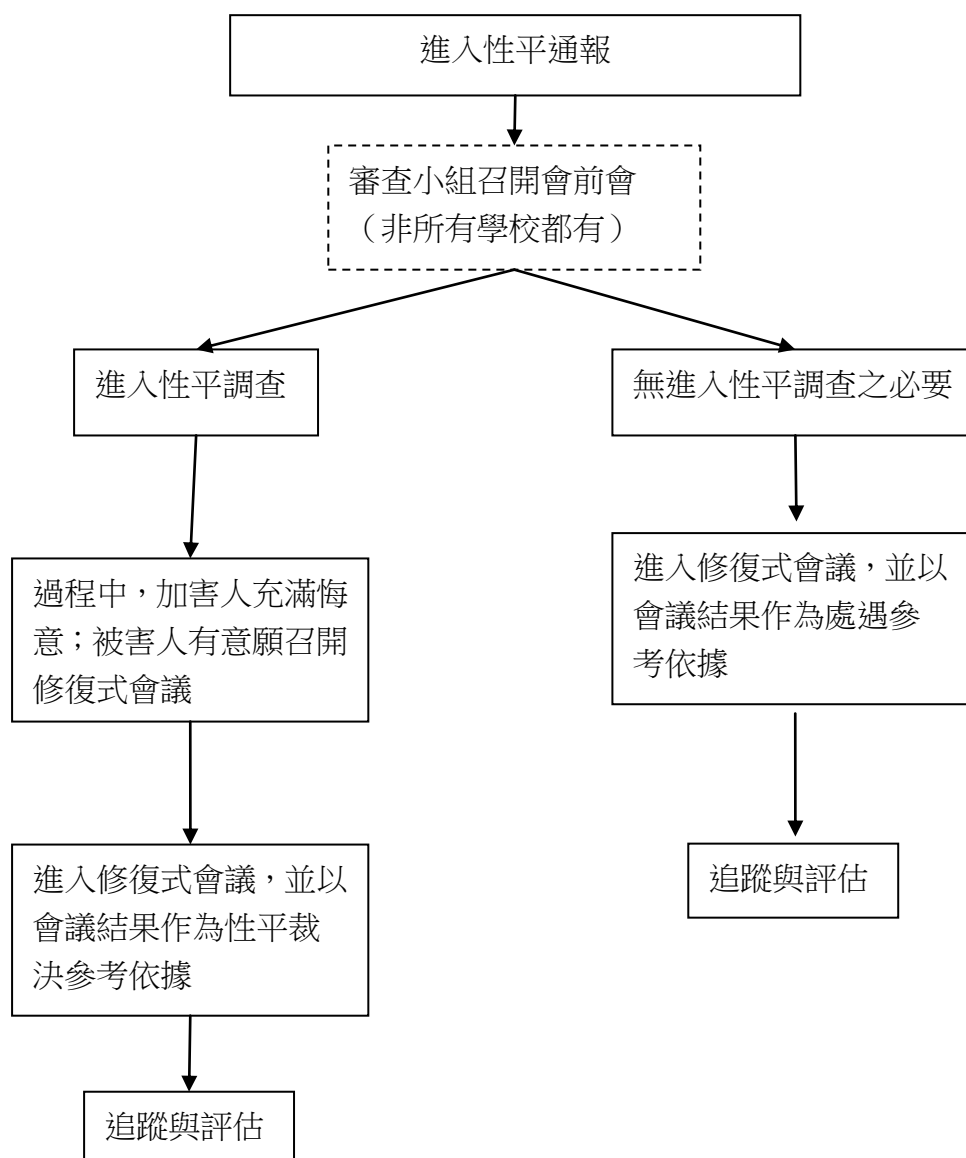 進入性平通報
審查小組召開會前會
（非所有學校都有）
進入性平調查
無進入性平調查之必要
過程中，加害人充滿悔
意；被害人有意願召開
修復式會議
進入修復式會議，並以
會議結果作為處遇參
考依據
進入修復式會議，並以
會議結果作為性平裁
決參考依據
追蹤與評估
追蹤與評估